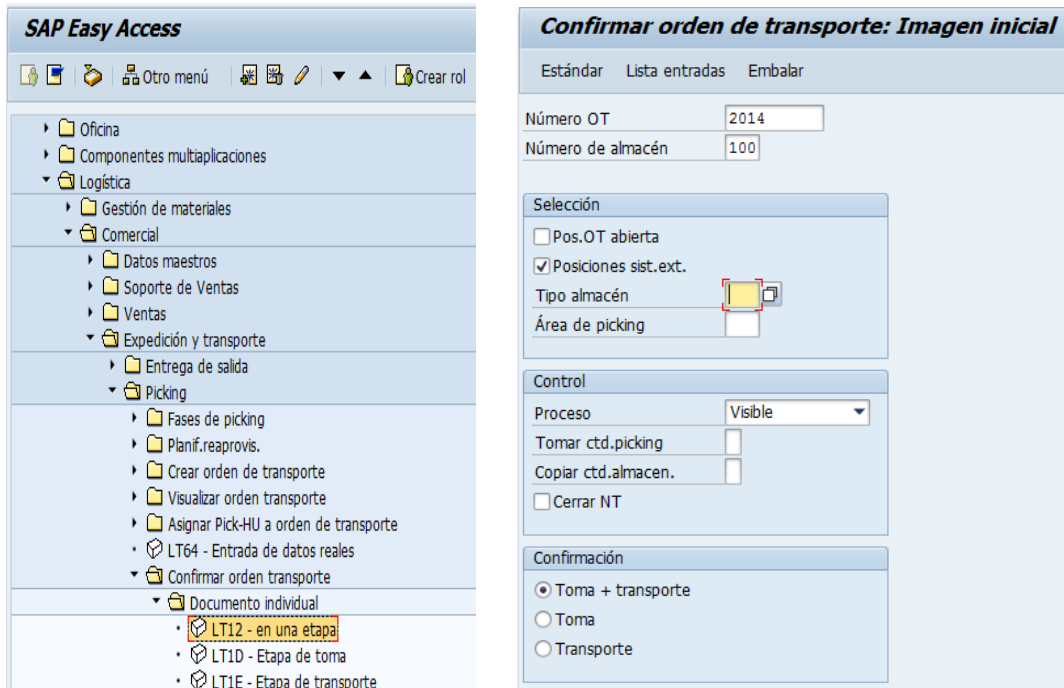 SAP Easy Access
Otro menú
Crear rol
Oficina
Componentes multiaplicaciones
Logística
Gestión de materiales
Comercial
Datos maestros
Soporte de Ventas
Ventas
Expedición y transporte
Entrega de salida
Picking
Fases de picking
Planif.reaprovis.
Crear orden de transporte
Visualizar orden transporte
Asignar Pick-HU a orden de transporte
LT64 - Entrada de datos reales
Confirmar orden transporte
Documento individual
LT12 - en una etapa
LT1D - Etapa de toma
LT1E - Etapa de transporte
Confirmar orden de transporte: Imagen inicial
Estándar Lista entradas Embalar
Número OT 2014
Número de almacén 100
Selección
Pos.OT abierta
Posiciones sist.ext.
Tipo almacén
Área de picking
Control
Proceso Visible
Tomar ctd.picking
Copiar ctd.almacen.
Cerrar NT
Confirmación
Toma + transporte
Toma
Transporte